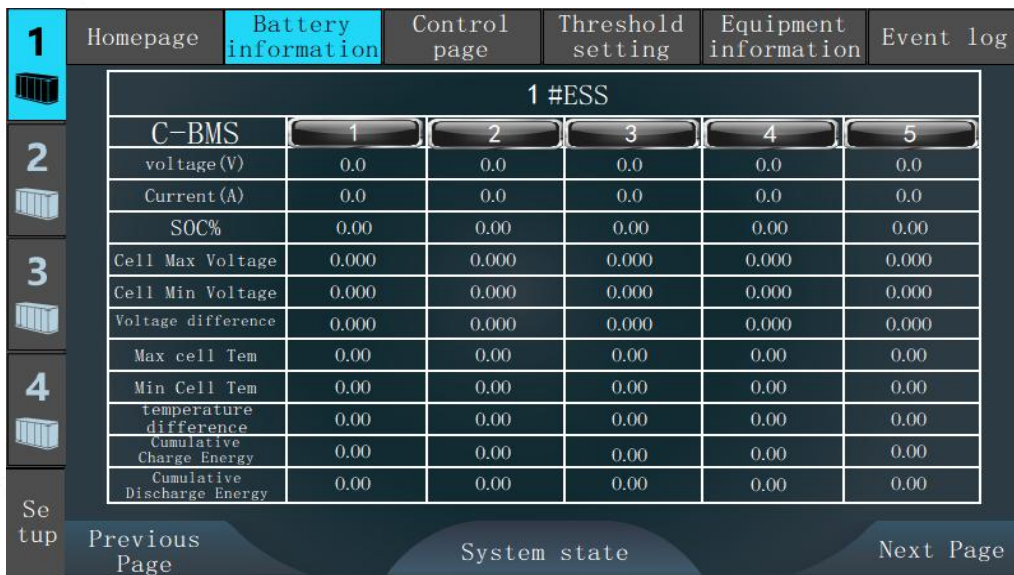 1 Homepage Battery information Control page Threshold setting Equipment information Event log
1 #ESS
C-BMS 1 2 3 4 5
voltage(V) 0.0 0.0 0.0 0.0 0.0
Current(A) 0.0 0.0 0.0 0.0 0.0
SOC% 0.00 0.00 0.00 0.00 0.00
Cell Max Voltage 0.000 0.000 0.000 0.000 0.000
Cell Min Voltage 0.000 0.000 0.000 0.000 0.000
Voltage difference 0.000 0.000 0.000 0.000 0.000
Max cell Tem 0.00 0.00 0.00 0.00 0.00
Min Cell Tem 0.00 0.00 0.00 0.00 0.00
temperature difference 0.00 0.00 0.00 0.00 0.00
Cumulative Charge Energy 0.00 0.00 0.00 0.00 0.00
Cumulative Discharge Energy 0.00 0.00 0.00 0.00 0.00
2
3
4
Se
tup
Previous
Page
System state
Next Page